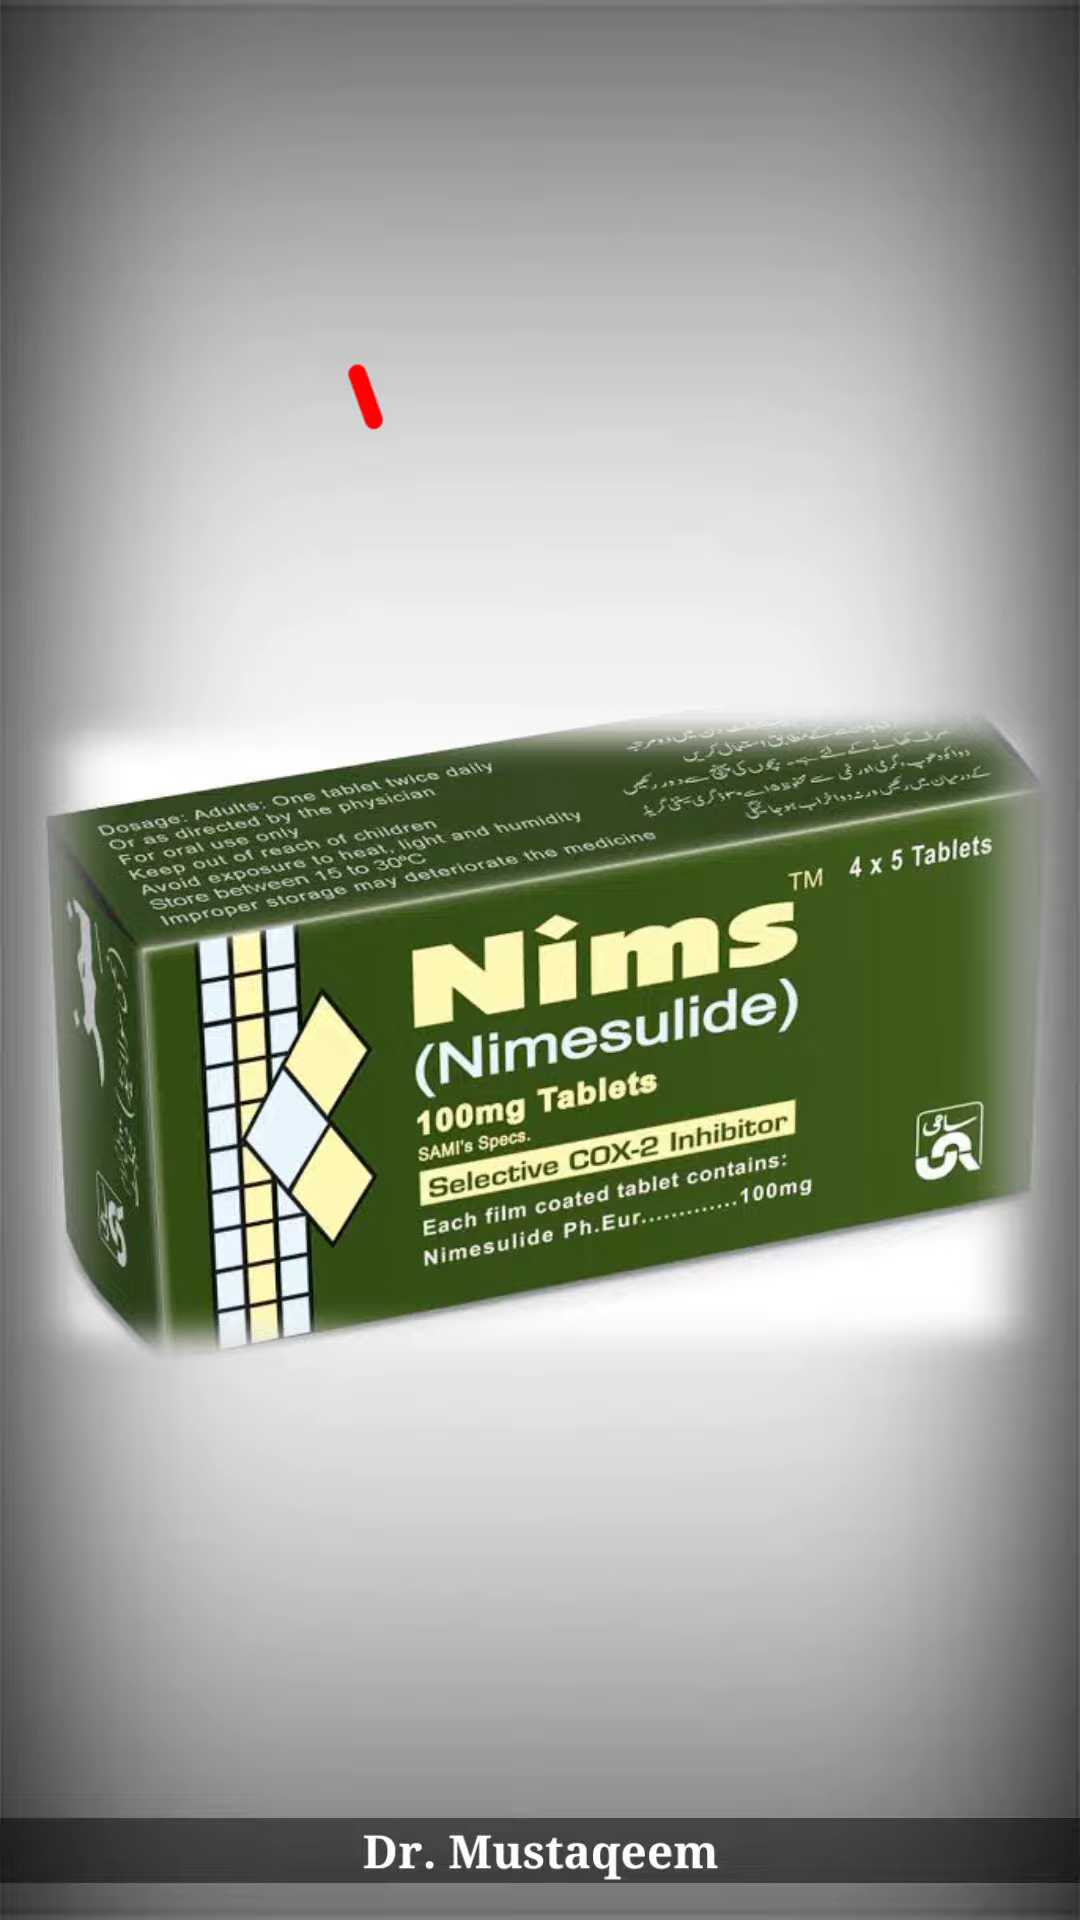 Dosage: Adults: One tablet twice daily
Or as directed by the physician
For oral use only
Keep out of reach of children
Avoid exposure to heat, light and humidity
Store between 15 to 30ºC
Improper storage may deteriorate the medicine
4 x 5 Tablets
Nims TM
(Nimesulide)
100mg Tablets
SAMI's Specs.
Selective COX-2 Inhibitor
Each film coated tablet contains:
Nimesulide Ph.Eur.............100mg
سامی
Dr. Mustaqeem